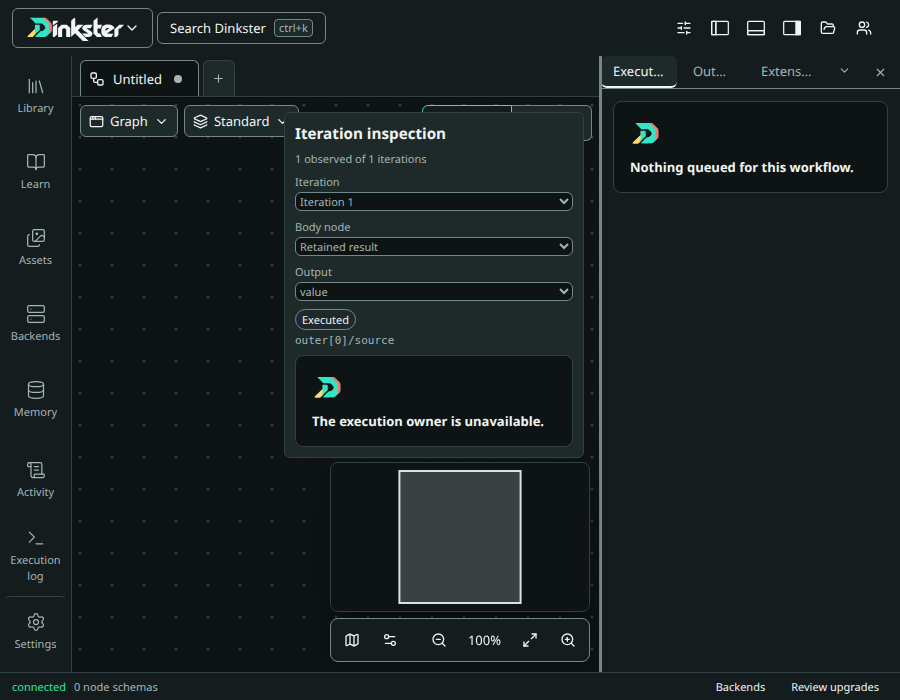 Dinkster
Search Dinkster ctrl+k
Untitled
+
Execut...
Out...
Extens...
Library
Learn
Assets
Backends
Memory
Activity
Execution
log
Settings
Graph
Standard
Iteration inspection
1 observed of 1 iterations
Iteration
Iteration 1
Body node
Retained result
Output
value
Executed
outer[0]/source
The execution owner is unavailable.
100%
Nothing queued for this workflow.
connected 0 node schemas
Backends
Review upgrades